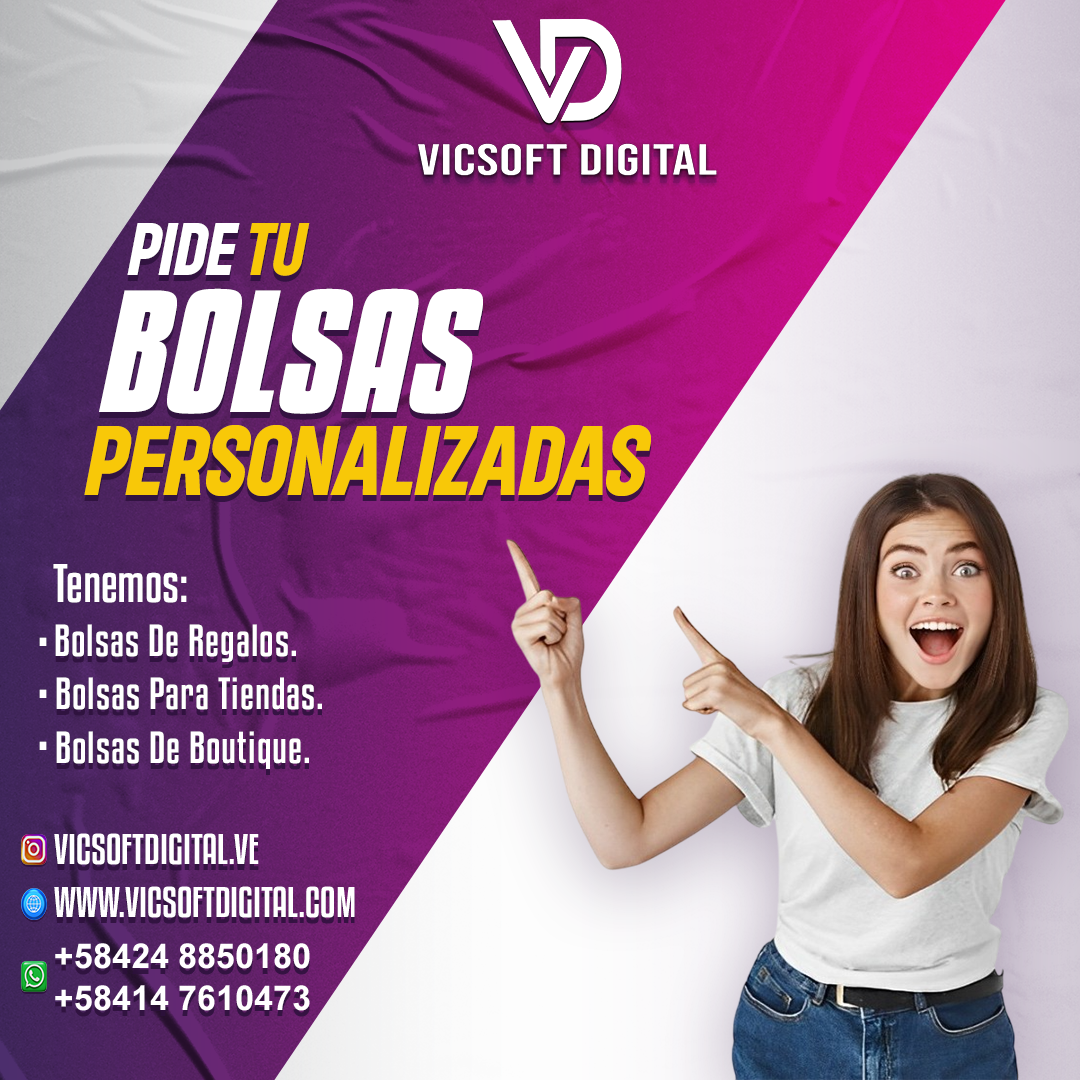 VD
VICSOFT DIGITAL
PIDE TU
BOLSAS
PERSONALIZADAS
Tenemos:
· Bolsas De Regalos.
· Bolsas Para Tiendas.
· Bolsas De Boutique.
VICSOFTDIGITAL.VE
WWW.VICSOFTDIGITAL.COM
+58424 8850180
+58414 7610473